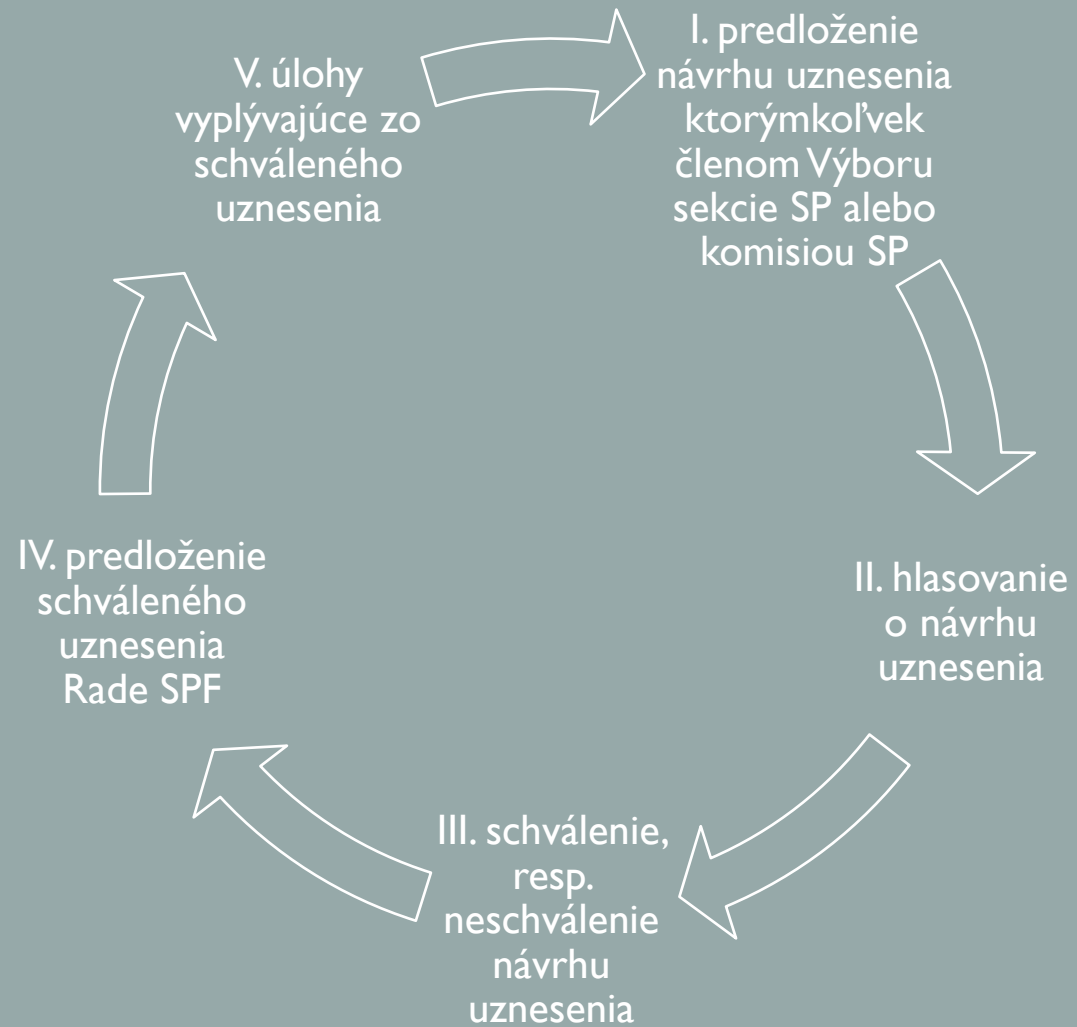 I. predloženie
návrhu uznesenia
ktorýmkoľvek
členom Výboru
sekcie SP alebo
komisiou SP
II. hlasovanie
o návrhu
uznesenia
III. schválenie,
resp.
neschválenie
návrhu
uznesenia
IV. predloženie
schváleného
uznesenia
Rade SPF
V. úlohy
vyplývajúce zo
schváleného
uznesenia